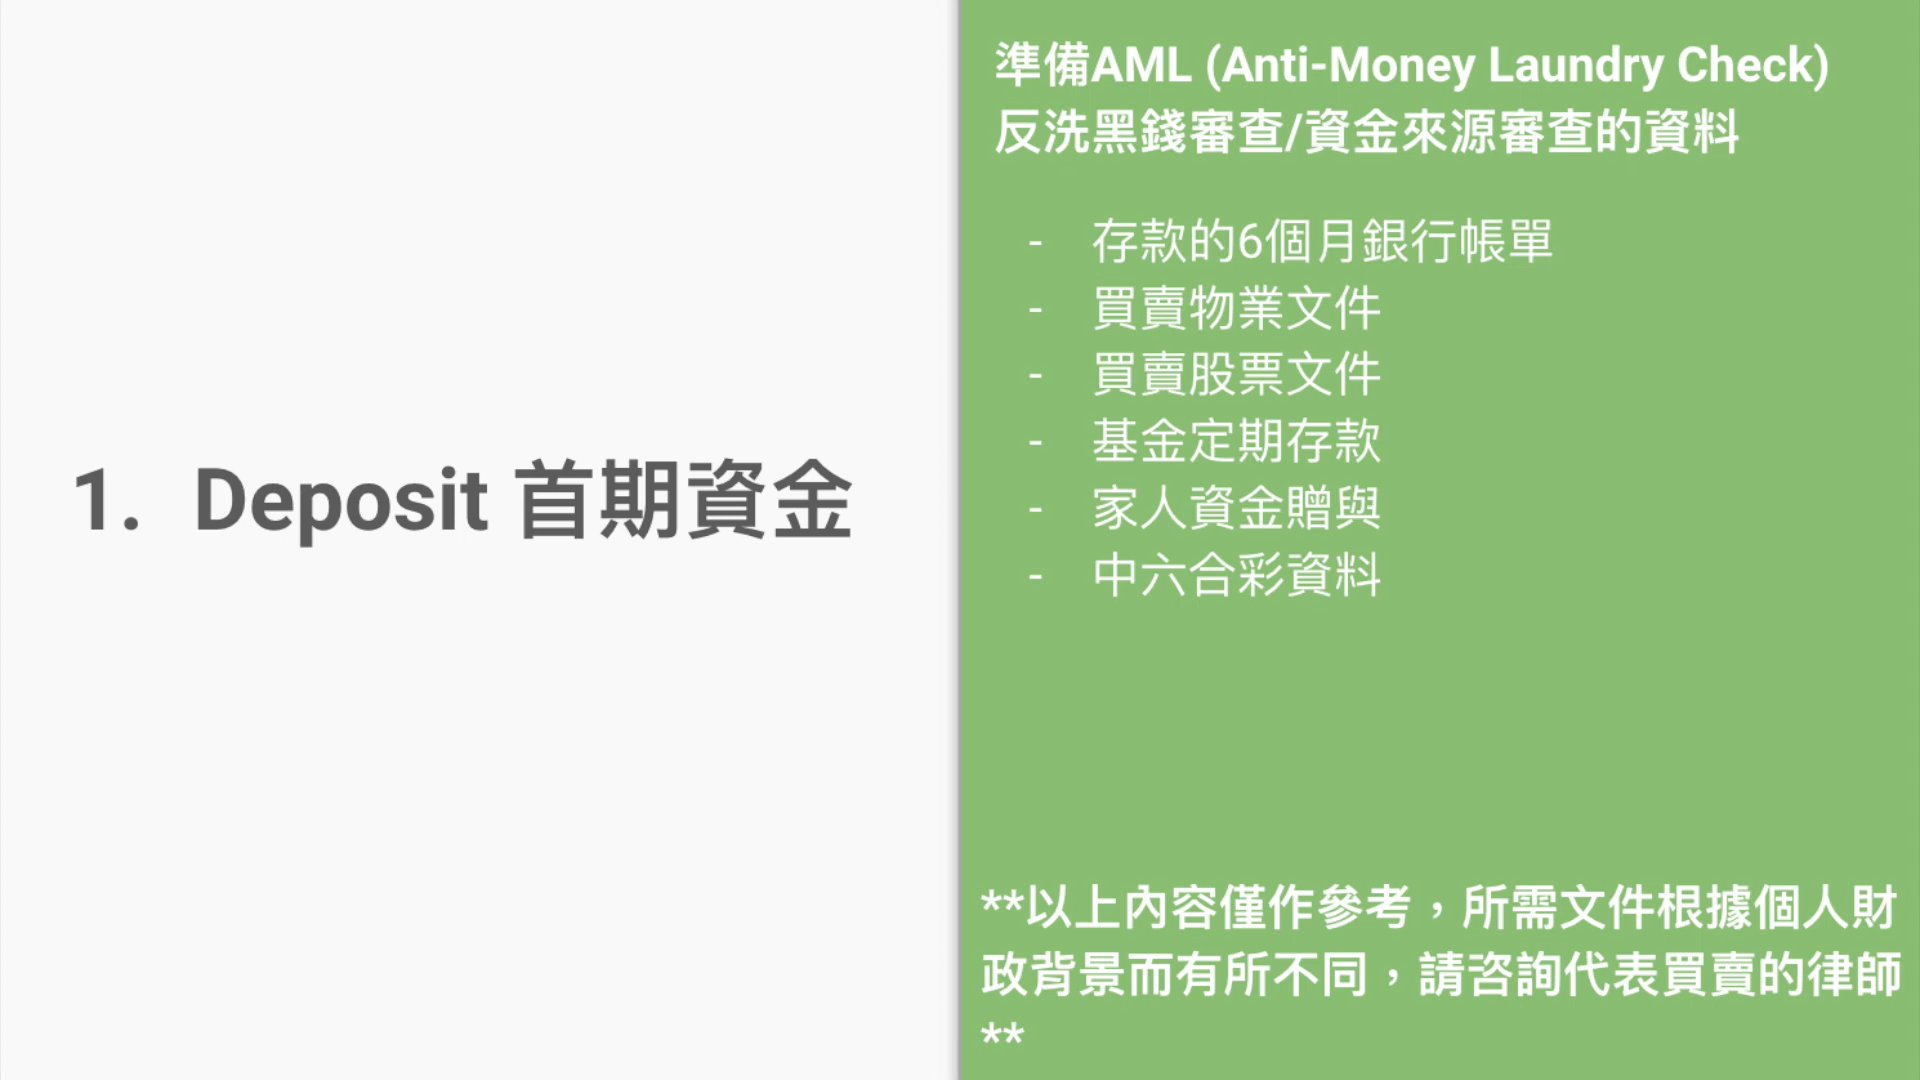 1. Deposit 首期資金
準備AML (Anti-Money Laundry Check)
反洗黑錢審查/資金來源審查的資料
- 存款的6個月銀行帳單
- 買賣物業文件
- 買賣股票文件
- 基金定期存款
- 家人資金贈與
- 中六合彩資料
**以上內容僅作參考，所需文件根據個人財
政背景而有所不同，請咨詢代表買賣的律師
**